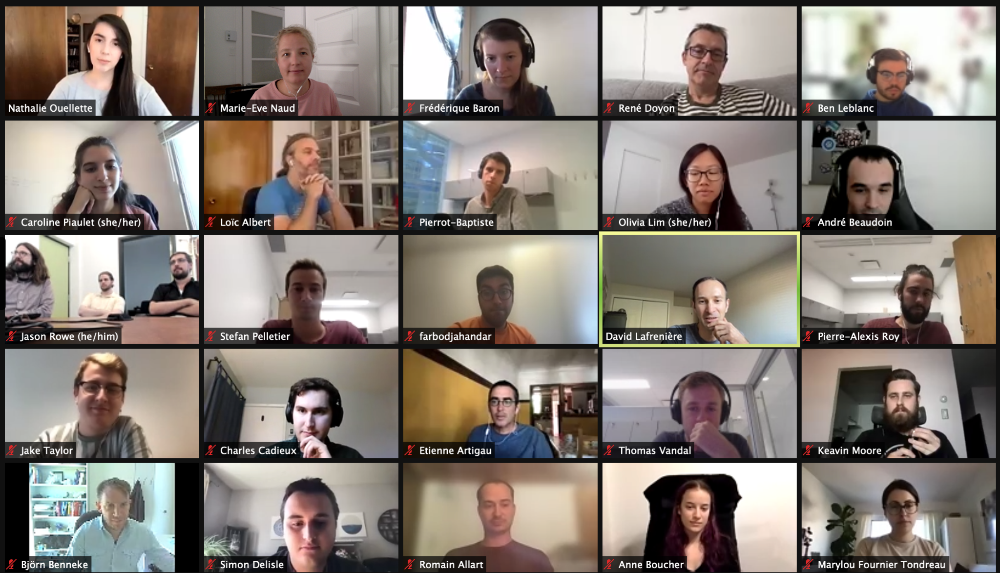 Nathalie Ouellette
Marie-Eve Naud
Frédérique Baron
René Doyon
Ben Leblanc
Caroline Piaulet (she/her)
Loïc Albert
Pierrot-Baptiste
Olivia Lim (she/her)
André Beaudoin
Jason Rowe (he/him)
Stefan Pelletier
farbodjahandar
David Lafrenière
Pierre-Alexis Roy
Jake Taylor
Charles Cadieux
Etienne Artigau
Thomas Vandal
Keavin Moore
Björn Benneke
Simon Delisle
Romain Allart
Anne Boucher
Marylou Fournier Tondreau